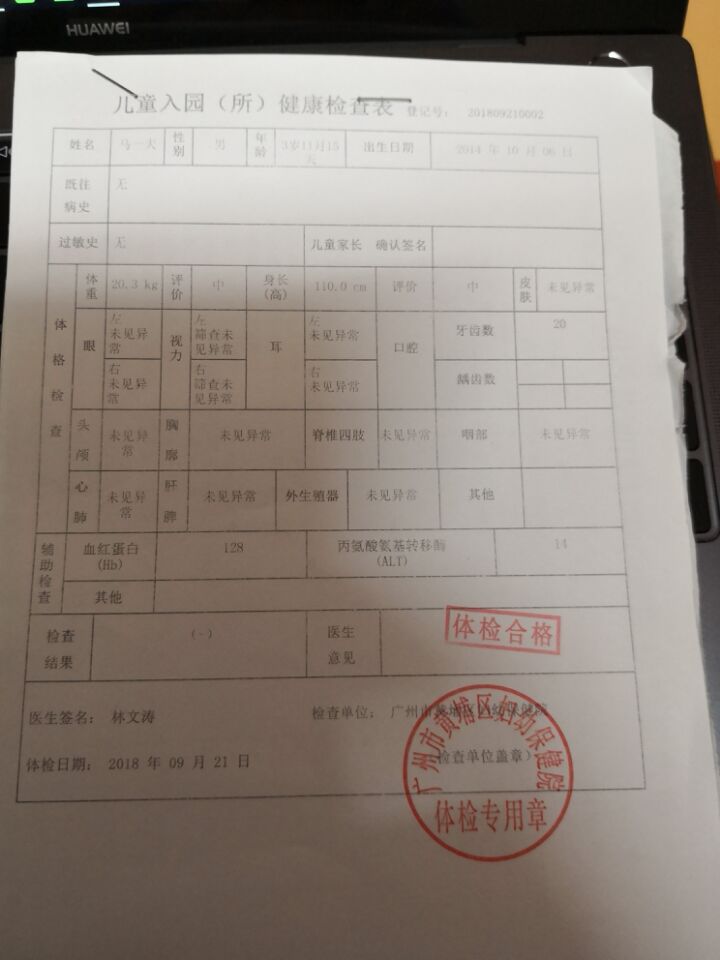 HUAWEI
儿童入园（所）健康检查表 登记号： 201809210002
姓名 马一夫 性别 男 年龄 3岁11月15天 出生日期 2014 年 10 月 06 日
既往病史 无
过敏史 无 儿童家长 确认签名
体格检查
体重 20.3 kg 评价 中 身长（高） 110.0 cm 评价 中 皮肤 未见异常
眼 左 未见异常 视力 左 筛查未见异常 耳 左 未见异常 口腔 牙齿数 20
右 未见异常 右 筛查未见异常 右 未见异常 龋齿数
头颅 未见异常 胸廓 未见异常 脊椎四肢 未见异常 咽部 未见异常
心肺 未见异常 肝脾 未见异常 外生殖器 未见异常 其他
辅助检查
血红蛋白(Hb) 128 丙氨酸氨基转移酶(ALT) 14
其他
检查结果 (-) 医生意见 体检合格
医生签名： 林文涛 检查单位： 广州市黄埔区妇幼保健院
体检日期： 2018 年 09 月 21 日 （检查单位盖章）
广州市黄埔区妇幼保健院
体检专用章